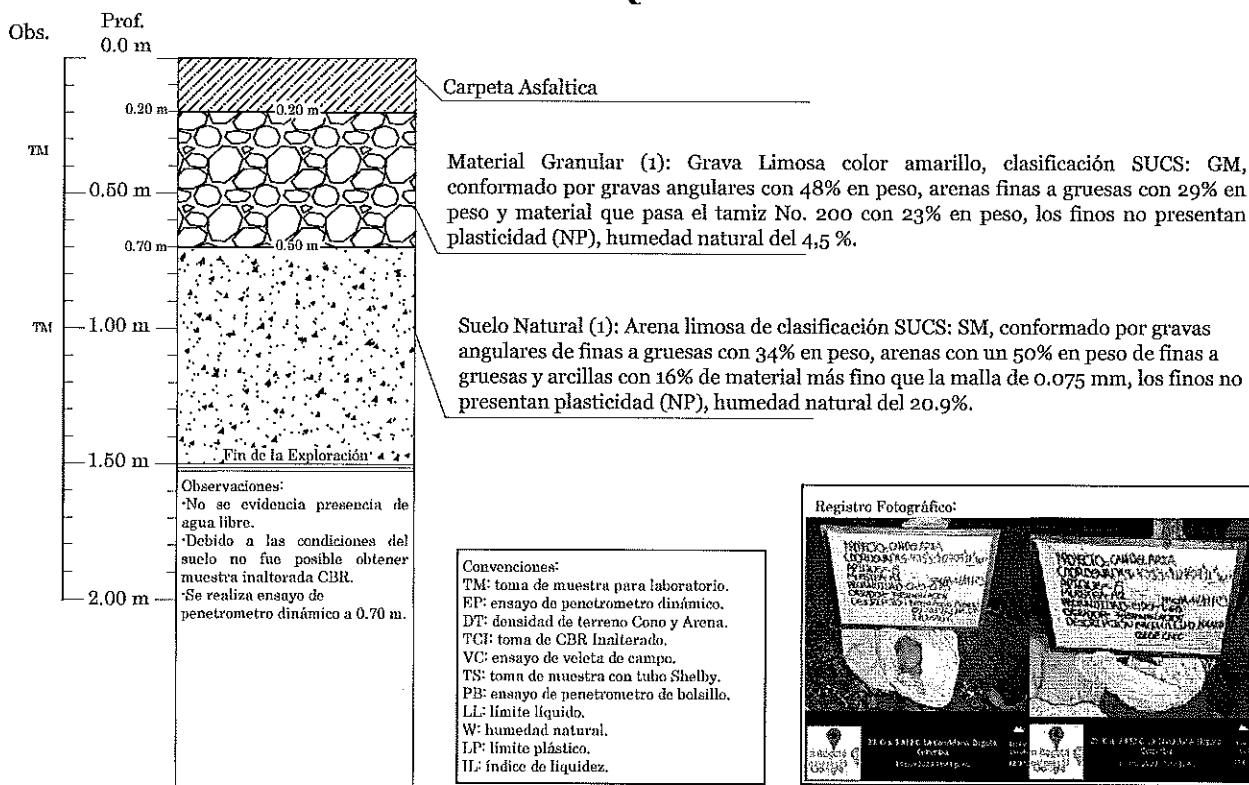 Obs.
Prof.
0.0 m
0.20 m
0.20 m
TM
0.50 m
0.70 m
0.50 m
TM
1.00 m
1.50 m
2.00 m
Carpeta Asfaltica
Material Granular (1): Grava Limosa color amarillo, clasificación SUCS: GM,
conformado por gravas angulares con 48% en peso, arenas finas a gruesas con 29% en
peso y material que pasa el tamiz No. 200 con 23% en peso, los finos no presentan
plasticidad (NP), humedad natural del 4,5 %.
Suelo Natural (1): Arena limosa de clasificación SUCS: SM, conformado por gravas
angulares de finas a gruesas con 34% en peso, arenas con un 50% en peso de finas a
gruesas y arcillas con 16% de material más fino que la malla de 0.075 mm, los finos no
presentan plasticidad (NP), humedad natural del 20.9%.
Fin de la Exploración
Observaciones:
·No se evidencia presencia de
agua libre.
·Debido a las condiciones del
suelo no fue posible obtener
muestra inalterada CBR.
·Se realiza ensayo de
penetrometro dinámico a 0.70 m.
Convenciones:
TM: toma de muestra para laboratorio.
EP: ensayo de penetrometro dinámico.
DT: densidad de terreno Cono y Arena.
TCI: toma de CBR Inalterado.
VC: ensayo de veleta de campo.
TS: toma de muestra con tubo Shelby.
PB: ensayo de penetrometro de bolsillo.
LL: límite líquido.
W: humedad natural.
LP: límite plástico.
IL: índice de liquidez.
Registro Fotográfico: